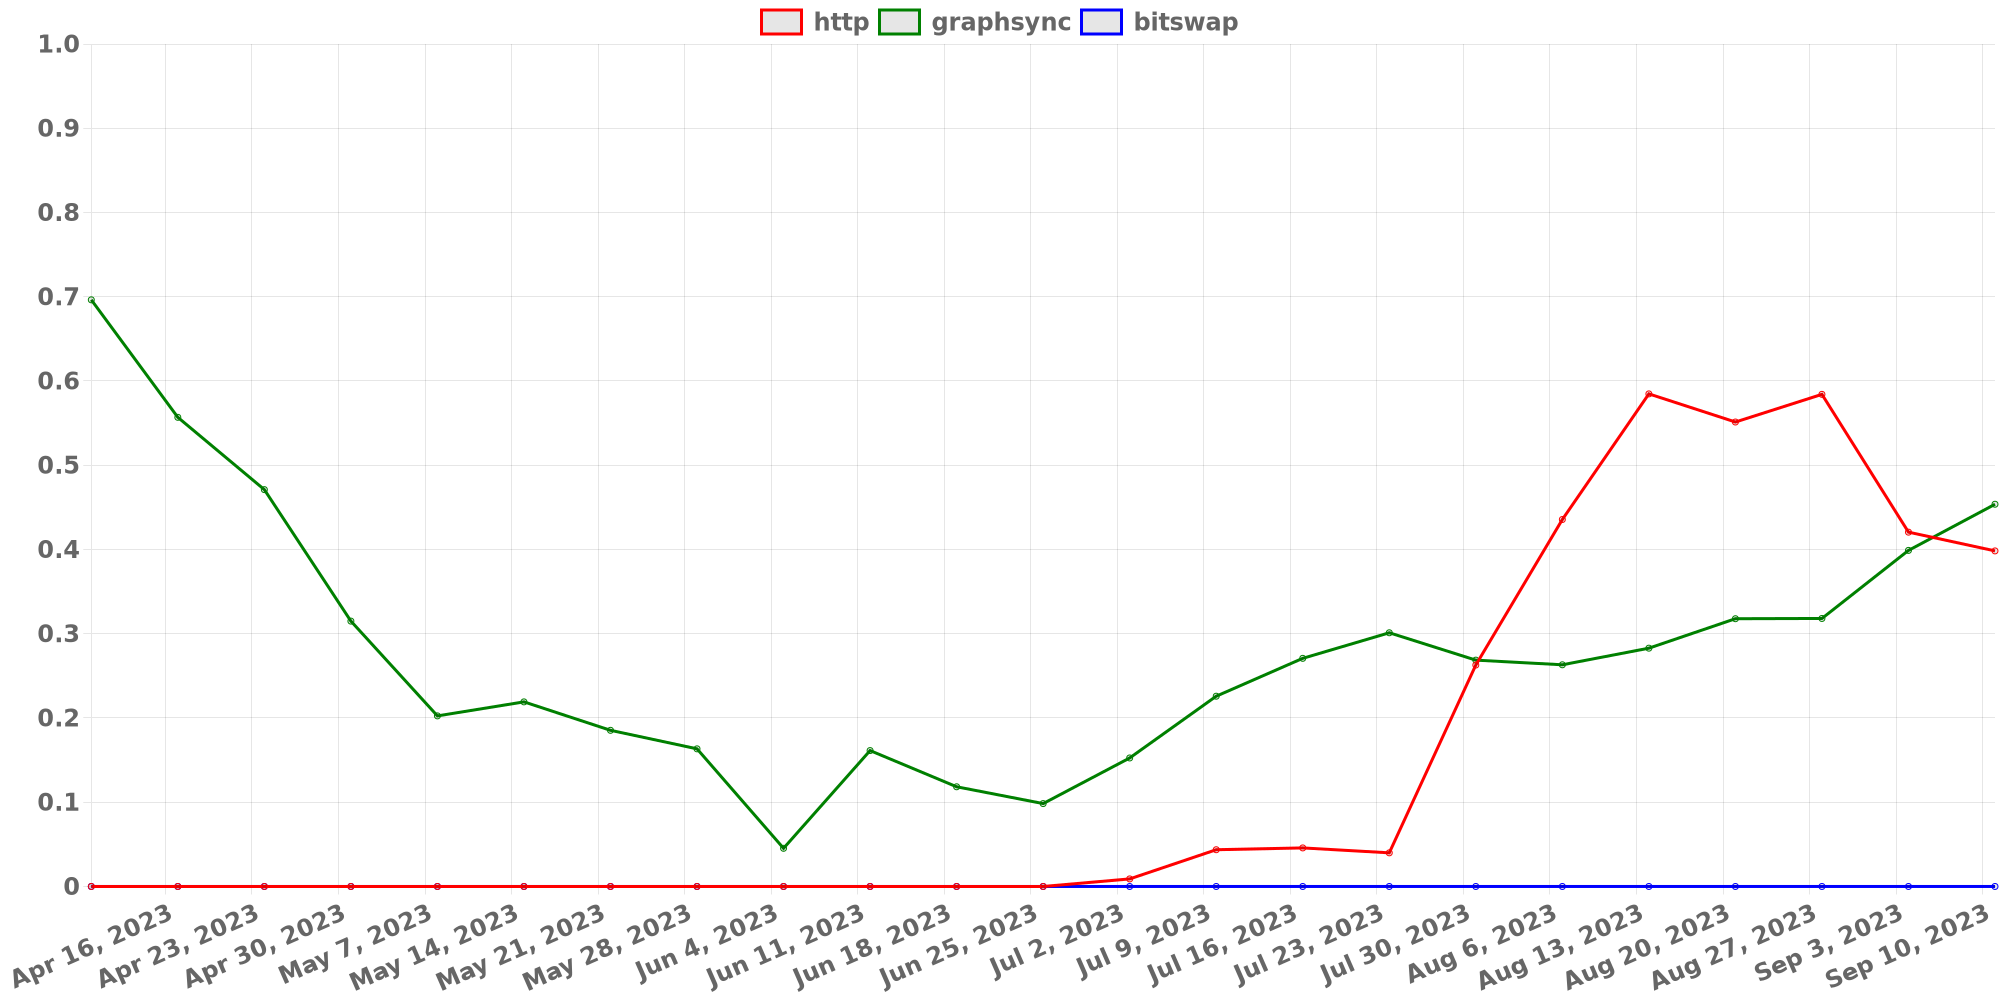 http graphsync bitswap
1.0
0.9
0.8
0.7
0.6
0.5
0.4
0.3
0.2
0.1
0
Apr 16, 2023
Apr 23, 2023
Apr 30, 2023
May 7, 2023
May 14, 2023
May 21, 2023
May 28, 2023
Jun 4, 2023
Jun 11, 2023
Jun 18, 2023
Jun 25, 2023
Jul 2, 2023
Jul 9, 2023
Jul 16, 2023
Jul 23, 2023
Jul 30, 2023
Aug 6, 2023
Aug 13, 2023
Aug 20, 2023
Aug 27, 2023
Sep 3, 2023
Sep 10, 2023